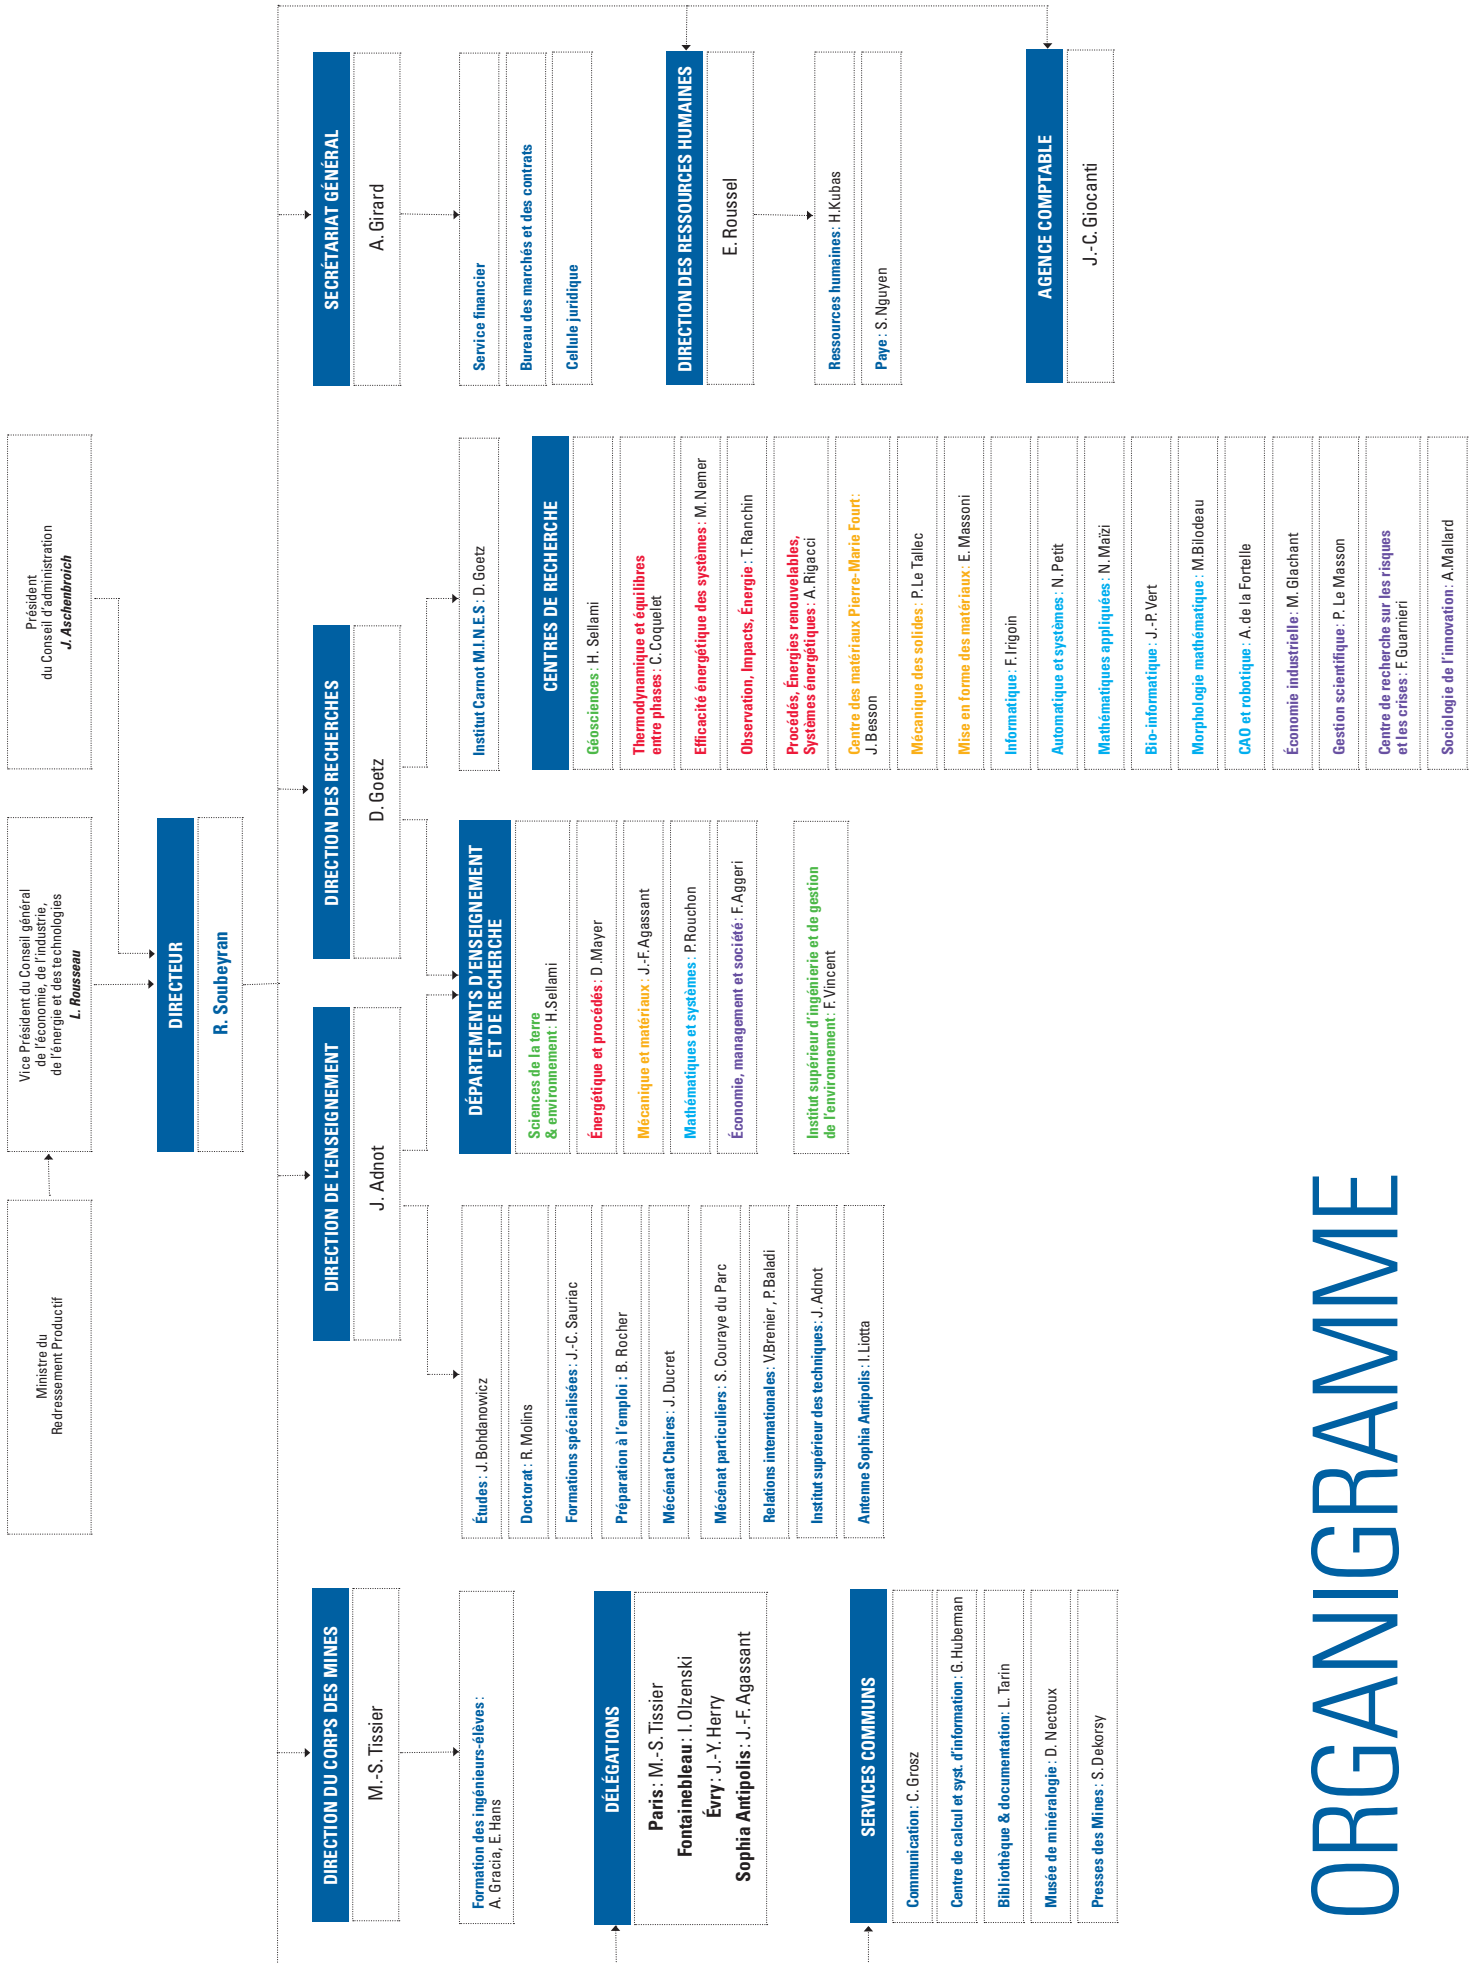 Ministre du
Redressement Productif
Vice Président du Conseil général
de l'économie, de l'industrie,
de l'énergie et des technologies
L. Rousseau
Président
du Conseil d'administration
J. Aschenbroich
DIRECTEUR
R. Soubeyran
DIRECTION DU CORPS DES MINES
M.-S. Tissier
Formation des ingénieurs-élèves :
A. Gracia, E. Hans
DÉLÉGATIONS
Paris : M.-S. Tissier
Fontainebleau : I. Olzenski
Évry : J.-Y. Herry
Sophia Antipolis : J.-F. Agassant
SERVICES COMMUNS
Communication: C. Grosz
Centre de calcul et syst. d'information : G. Huberman
Bibliothèque & documentation: L. Tarin
Musée de minéralogie : D. Nectoux
Presses des Mines : S. Dekorsy
DIRECTION DE L'ENSEIGNEMENT
J. Adnot
Études : J. Bohdanowicz
Doctorat : R. Molins
Formations spécialisées : J.-C. Sauriac
Préparation à l'emploi : B. Rocher
Mécénat Chaires : J. Ducret
Mécénat particuliers : S. Couraye du Parc
Relations internationales: V.Brenier , P. Baladi
Institut supérieur des techniques: J. Adnot
Antenne Sophia Antipolis : I. Liotta
DIRECTION DES RECHERCHES
D. Goetz
DÉPARTEMENTS D'ENSEIGNEMENT
ET DE RECHERCHE
Sciences de la terre
& environnement: H.Sellami
Énergétique et procédés : D .Mayer
Mécanique et matériaux : J.-F. Agassant
Mathématiques et systèmes : P. Rouchon
Économie, management et société : F. Aggeri
Institut supérieur d'ingénierie et de gestion
de l'environnement : F. Vincent
Institut Carnot M.I.N.E.S : D. Goetz
CENTRES DE RECHERCHE
Géosciences : H. Sellami
Thermodynamique et équilibres
entre phases : C. Coquelet
Efficacité énergétique des systèmes : M. Nemer
Observation, Impacts, Énergie : T. Ranchin
Procédés, Énergies renouvelables,
Systèmes énergétiques : A. Rigacci
Centre des matériaux Pierre-Marie Fourt :
J. Besson
Mécanique des solides : P. Le Tallec
Mise en forme des matériaux : E. Massoni
Informatique : F. Irigoin
Automatique et systèmes : N. Petit
Mathématiques appliquées : N. Maïzi
Bio-informatique : J.-P. Vert
Morphologie mathématique : M.Bilodeau
CAO et robotique : A. de la Fortelle
Économie industrielle : M. Glachant
Gestion scientifique : P. Le Masson
Centre de recherche sur les risques
et les crises : F. Guarnieri
Sociologie de l'innovation : A.Mallard
SECRÉTARIAT GÉNÉRAL
A. Girard
Service financier
Bureau des marchés et des contrats
Cellule juridique
DIRECTION DES RESSOURCES HUMAINES
E. Roussel
Ressources humaines: H.Kubas
Paye : S. Nguyen
AGENCE COMPTABLE
J.-C. Giocanti
ORGANIGRAMME